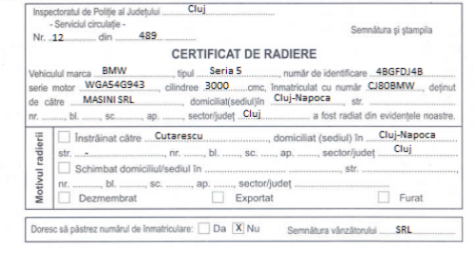 Inspectoratul de Poliție al Județului Cluj
- Serviciul circulație -
Semnătura și ștampila
Nr. 12 din 489
CERTIFICAT DE RADIERE
Vehiculul marca BMW, tipul Seria 5, număr de identificare 4BGFDJ4B
serie motor WGA54G943, cilindree 3000 cmc, înmatriculat cu număr CJ80BMW, deținut
de către MASINI SRL, domiciliat(sediul)în Cluj-Napoca, str.
nr. , bl. , sc. , ap. , sector/județ Cluj a fost radiat din evidențele noastre.
Motivul radierii
Înstrăinat către Cutarescu, domiciliat (sediul) în Cluj-Napoca
str. -, nr. , bl. , sc. , ap. , sector/județ Cluj
Schimbat domiciliul/sediul în , str.
nr. , bl. , sc. , ap. , sector/județ
Dezmembrat Exportat Furat
Doresc să păstrez numărul de înmatriculare: Da X Nu Semnătura vânzătorului SRL